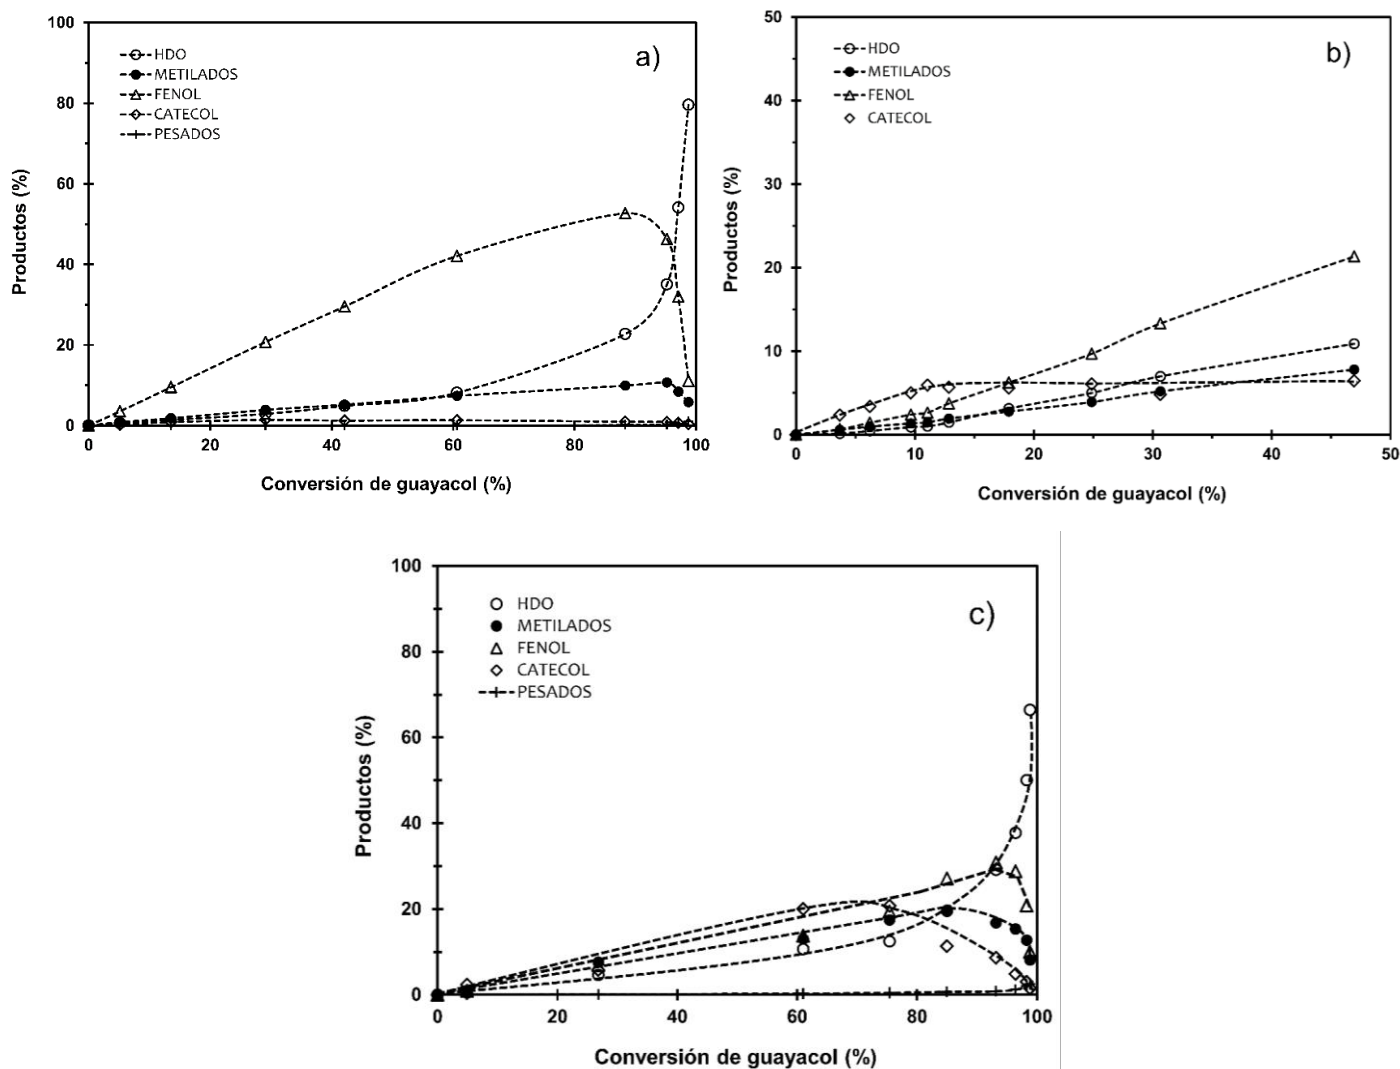 a)
HDO
METILADOS
FENOL
CATECOL
PESADOS
100
80
60
40
20
0
0 20 40 60 80 100
Productos (%)
Conversión de guayacol (%)
b)
HDO
METILADOS
FENOL
CATECOL
50
40
30
20
10
0
0 10 20 30 40 50
Productos (%)
Conversión de guayacol (%)
c)
HDO
METILADOS
FENOL
CATECOL
PESADOS
100
80
60
40
20
0
0 20 40 60 80 100
Productos (%)
Conversión de guayacol (%)